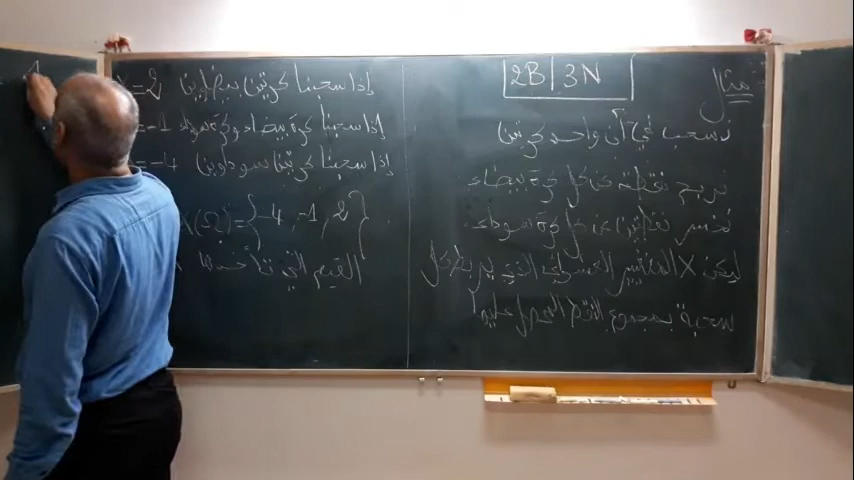 مثال
2B | 3N
نسحب في آن واحد كرتين
نربح نقطة عن كل كرة بيضاء
نخسر نقطتين عن كل كرة سوداء
ليكن X المتغير العشوائي الذي يربط كل
سحبة بمجموع النقط المحصل عليها
إذا سحبنا كرتين بيضاوين X=2
إذا سحبنا كرة بيضاء وكرة سوداء =-1
إذا سحبنا كرتين سوداوين =-4
X(Ω)={-4, -1, 2}
القيم التي تأخذها X